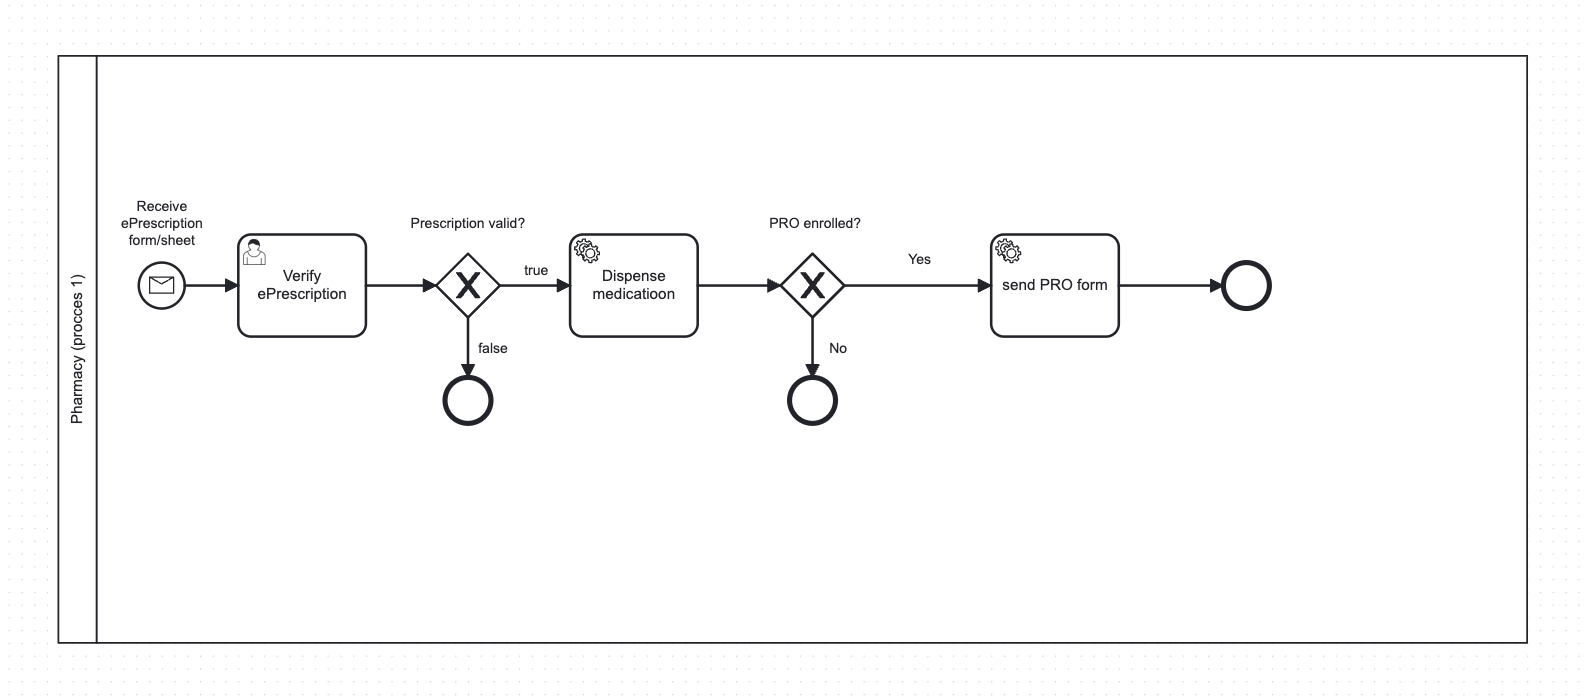 Pharmacy (procces 1)
Receive
ePrescription
form/sheet
Verify
ePrescription
Prescription valid?
true
false
Dispense
medicatioon
PRO enrolled?
Yes
No
send PRO form